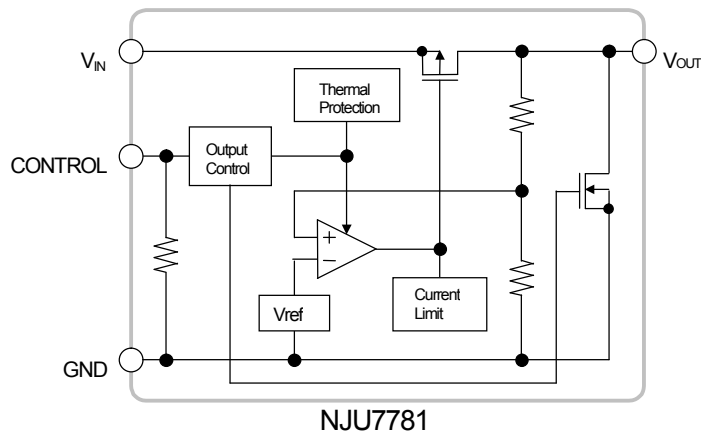 VIN
VOUT
Thermal
Protection
CONTROL
Output
Control
+
−
Current
Limit
Vref
GND
NJU7781